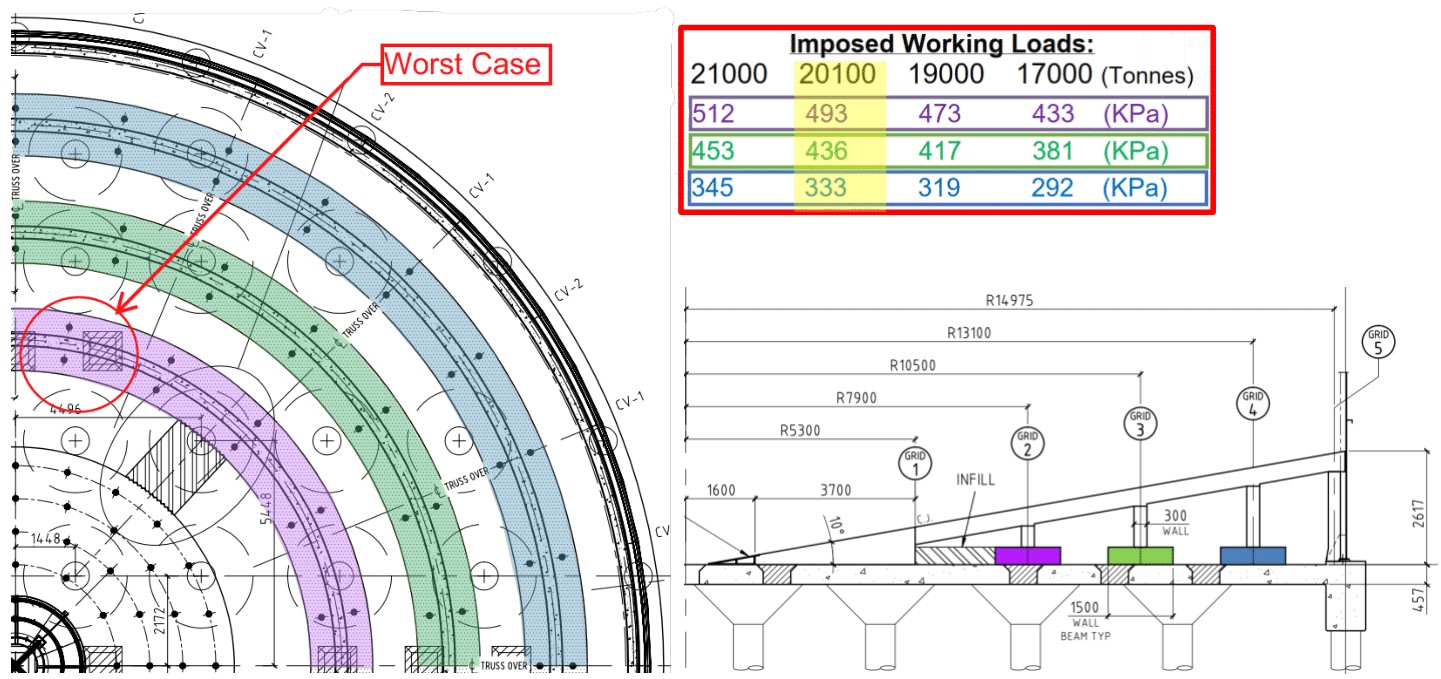 CV-1
Worst Case
CV-2
CV-1
CV-2
CV-1
CV
TRUSS OVER
TRUSS OVER
TRUSS OVER
TRUSS OVER
TRUSS OVER
4496
5448
1448
2172
Imposed Working Loads:
21000 20100 19000 17000 (Tonnes)
512 493 473 433 (KPa)
453 436 417 381 (KPa)
345 333 319 292 (KPa)
R14975
R13100
R10500
R7900
R5300
GRID 5
GRID 4
GRID 3
GRID 2
GRID 1
INFILL
1600 3700
C.J.
10°
300
WALL
2617
457
1500
WALL
BEAM TYP